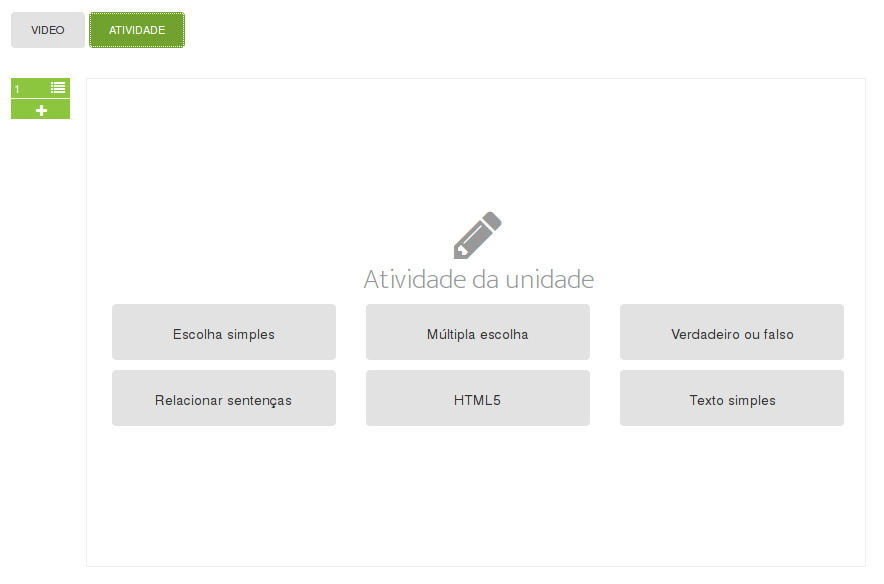 VIDEO ATIVIDADE
1
Atividade da unidade
Escolha simples Múltipla escolha Verdadeiro ou falso
Relacionar sentenças HTML5 Texto simples